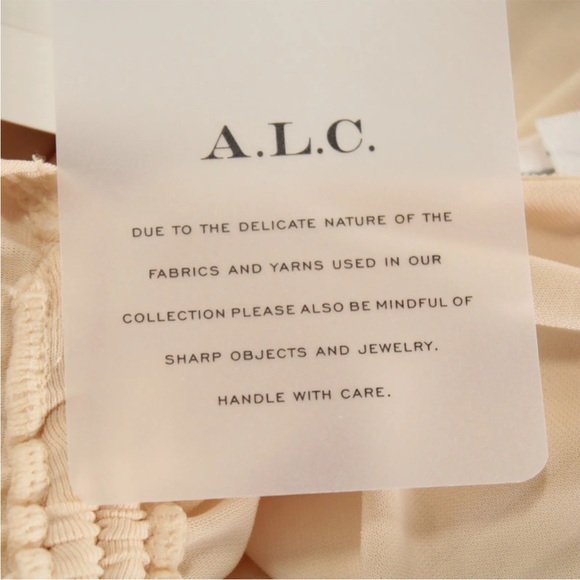 A.L.C.
DUE TO THE DELICATE NATURE OF THE
FABRICS AND YARNS USED IN OUR
COLLECTION PLEASE ALSO BE MINDFUL OF
SHARP OBJECTS AND JEWELRY.
HANDLE WITH CARE.